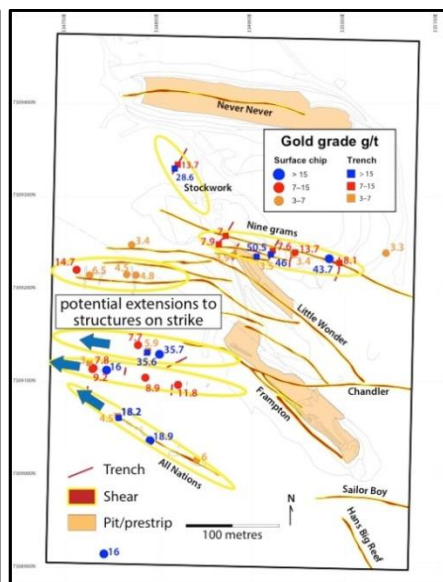 Never Never
Gold grade g/t
Surface chip
Trench
> 15
> 15
7–15
7–15
3–7
3–7
13.7
28.6
Stockwork
Nine grams
7.9
50.5
7.6
13.7
3.4
3.3
3.5
46
3.4
43.7
8.1
14.7
6.5
4.5
4.8
potential extensions to
structures on strike
Little Wonder
7.7
5.9
35.7
35.6
7.8
16
9.2
8.9
11.8
Chandler
Frampton
18.2
4.5
18.9
6
All Nations
Trench
Shear
Pit/prestrip
N
100 metres
Sailor Boy
Hans Big Reef
16